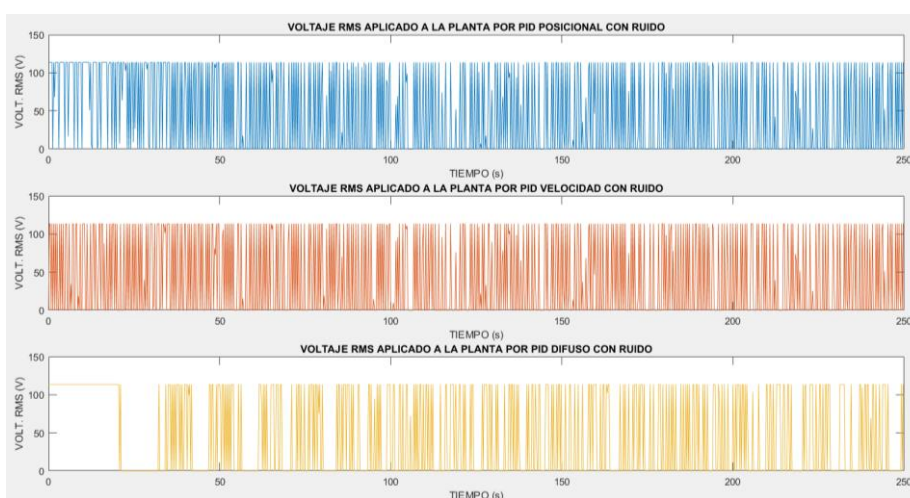 VOLTAJE RMS APLICADO A LA PLANTA POR PID POSICIONAL CON RUIDO
150
100
50
0
VOLT. RMS (V)
0 50 100 150 200 250
TIEMPO (s)
VOLTAJE RMS APLICADO A LA PLANTA POR PID VELOCIDAD CON RUIDO
150
100
50
0
VOLT. RMS (V)
0 50 100 150 200 250
TIEMPO (s)
VOLTAJE RMS APLICADO A LA PLANTA POR PID DIFUSO CON RUIDO
150
100
50
0
VOLT. RMS (V)
0 50 100 150 200 250
TIEMPO (s)